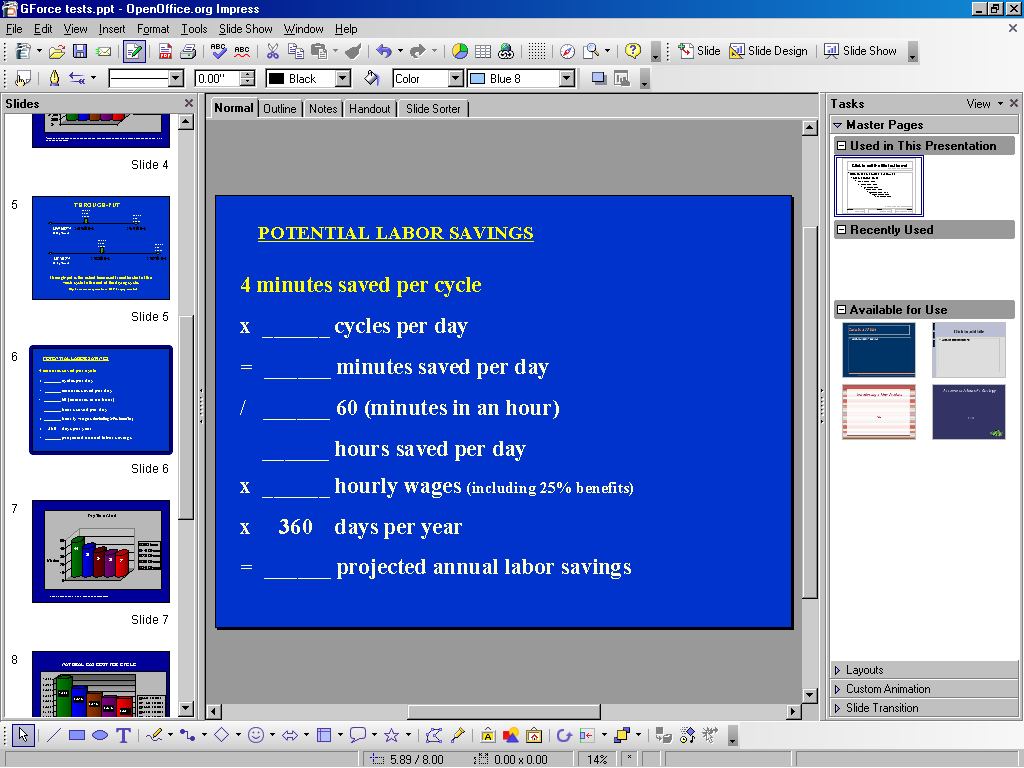 GForce tests.ppt - OpenOffice.org Impress
File Edit View Insert Format Tools Slide Show Window Help
Slide Slide Design Slide Show
0.00" Black Color Blue 8
Slides
Slide 4
5
THROUGH-PUT
Slide 5
6
POTENTIAL LABOR SAVINGS
Slide 6
7
Slide 7
8
NATURAL GAS COST PER CYCLE
Normal Outline Notes Handout Slide Sorter
POTENTIAL LABOR SAVINGS
4 minutes saved per cycle
x ______ cycles per day
= ______ minutes saved per day
/ ______ 60 (minutes in an hour)
______ hours saved per day
x ______ hourly wages (including 25% benefits)
x 360 days per year
= ______ projected annual labor savings
Tasks View
Master Pages
Used in This Presentation
Recently Used
Available for Use
Layouts
Custom Animation
Slide Transition
5.89 / 8.00 0.00 x 0.00 14% *